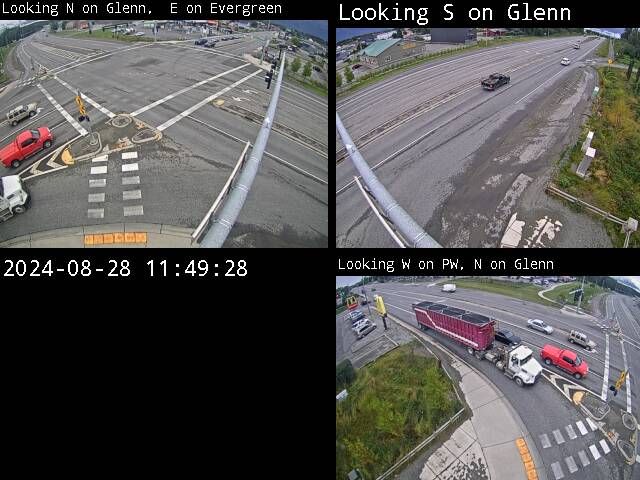 Looking N on Glenn, E on Evergreen
Looking S on Glenn
2024-08-28 11:49:28
Looking W on PW, N on Glenn